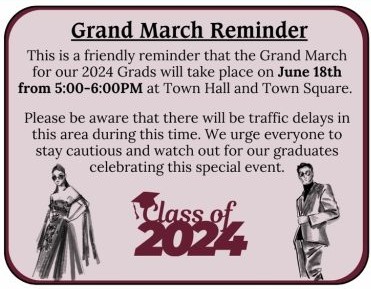 Grand March Reminder
This is a friendly reminder that the Grand March
for our 2024 Grads will take place on June 18th
from 5:00-6:00PM at Town Hall and Town Square.
Please be aware that there will be traffic delays in
this area during this time. We urge everyone to
stay cautious and watch out for our graduates
celebrating this special event.
Class of
2024